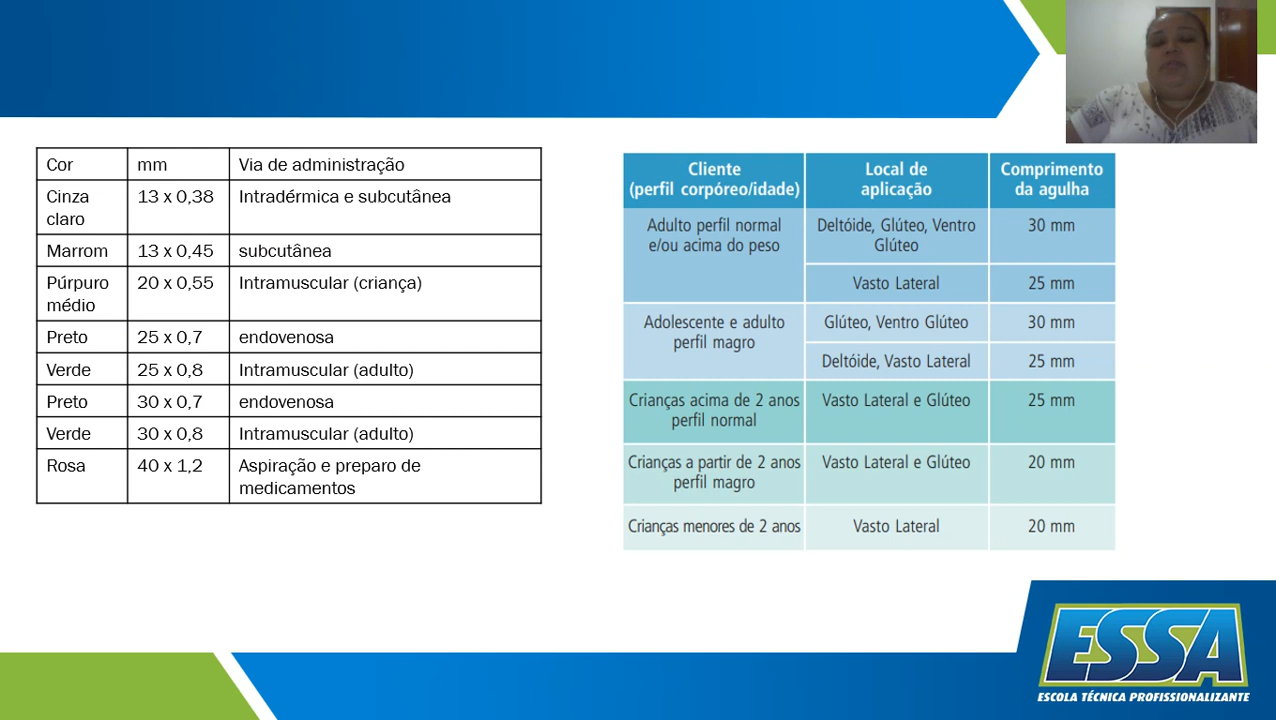 Cor mm Via de administração
Cinza claro 13 x 0,38 Intradérmica e subcutânea
Marrom 13 x 0,45 subcutânea
Púrpuro médio 20 x 0,55 Intramuscular (criança)
Preto 25 x 0,7 endovenosa
Verde 25 x 0,8 Intramuscular (adulto)
Preto 30 x 0,7 endovenosa
Verde 30 x 0,8 Intramuscular (adulto)
Rosa 40 x 1,2 Aspiração e preparo de
medicamentos
Cliente Local de Comprimento
(perfil corpóreo/idade) aplicação da agulha
Adulto perfil normal Deltóide, Glúteo, Ventro 30 mm
e/ou acima do peso Glúteo
Vasto Lateral 25 mm
Adolescente e adulto Glúteo, Ventro Glúteo 30 mm
perfil magro
Deltóide, Vasto Lateral 25 mm
Crianças acima de 2 anos Vasto Lateral e Glúteo 25 mm
perfil normal
Crianças a partir de 2 anos Vasto Lateral e Glúteo 20 mm
perfil magro
Crianças menores de 2 anos Vasto Lateral 20 mm
ESSA
ESCOLA TÉCNICA PROFISSIONALIZANTE